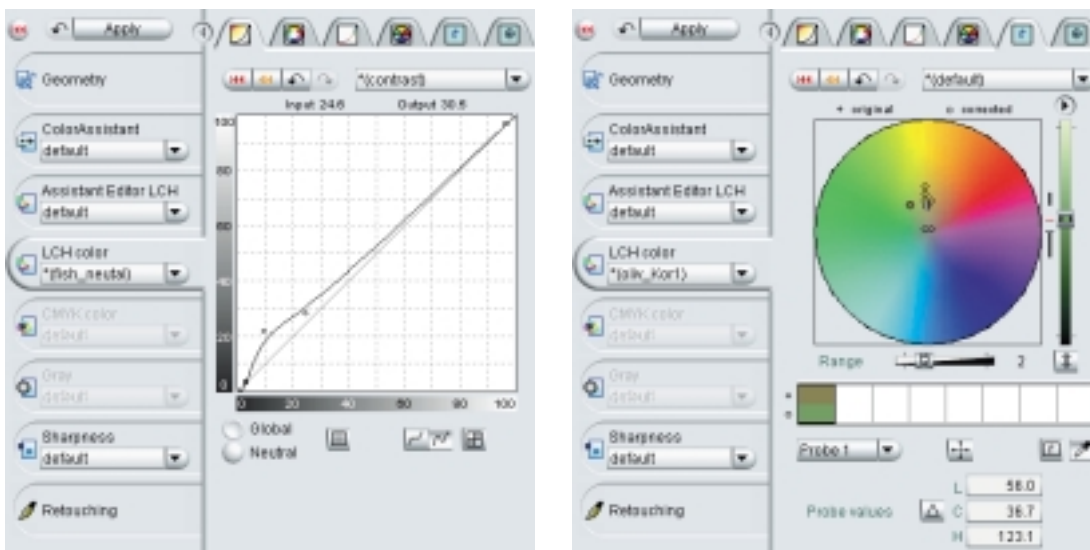 Apply
Geometry
ColorAssistant
default
Assistant Editor LCH
default
LCH color
*(fish_neutal)
CMYK color
default
Gray
default
Sharpness
default
Retouching
*(contrast)
Input 24.6 Output 30.5
100
80
60
40
20
0
0 20 40 60 80 100
Global
Neutral
Apply
Geometry
ColorAssistant
default
Assistant Editor LCH
default
LCH color
*(oliv_Kor1)
CMYK color
default
Gray
default
Sharpness
default
Retouching
*(default)
+ original o corrected
Range 2
Probe 1
Probe values
L 56.0
C 36.7
H 123.1